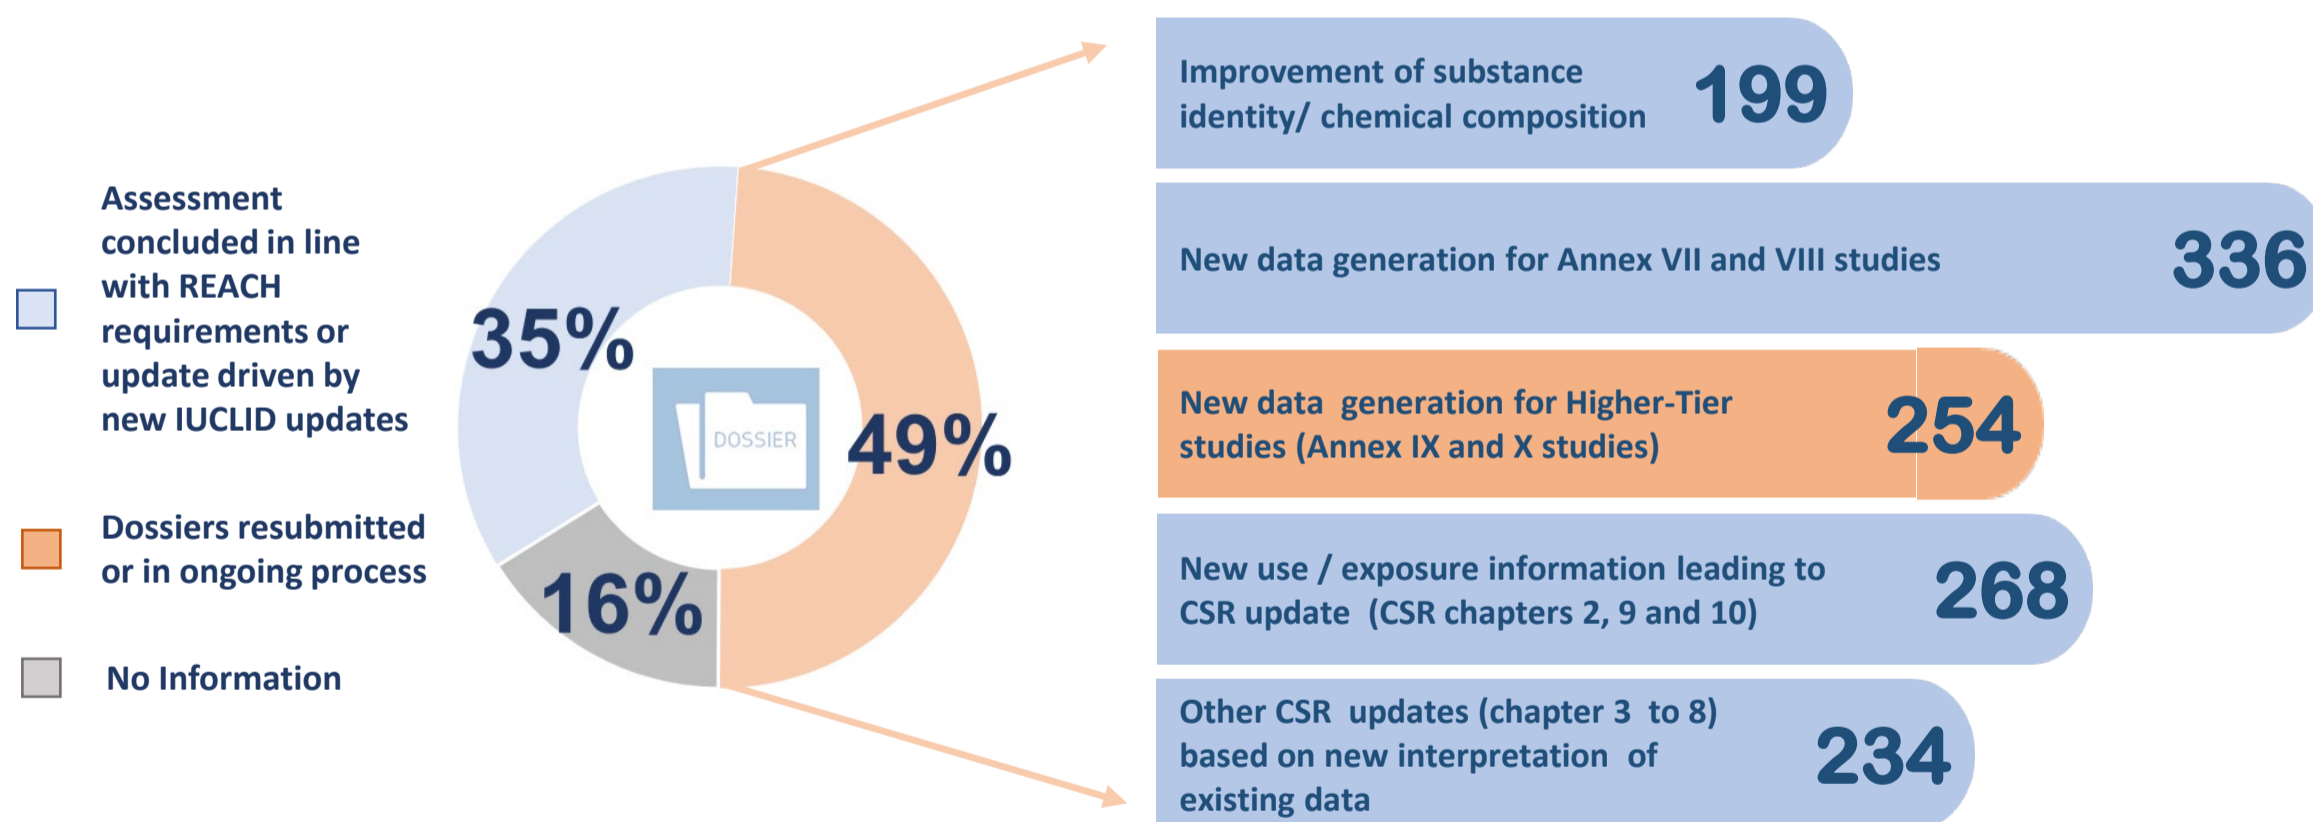 Assessment
concluded in line
with REACH
requirements or
update driven by
new IUCLID updates
Dossiers resubmitted
or in ongoing process
No Information
35%
49%
16%
DOSSIER
Improvement of substance
identity/ chemical composition
199
New data generation for Annex VII and VIII studies
336
New data generation for Higher-Tier
studies (Annex IX and X studies)
254
New use / exposure information leading to
CSR update (CSR chapters 2, 9 and 10)
268
Other CSR updates (chapter 3 to 8)
based on new interpretation of
existing data
234